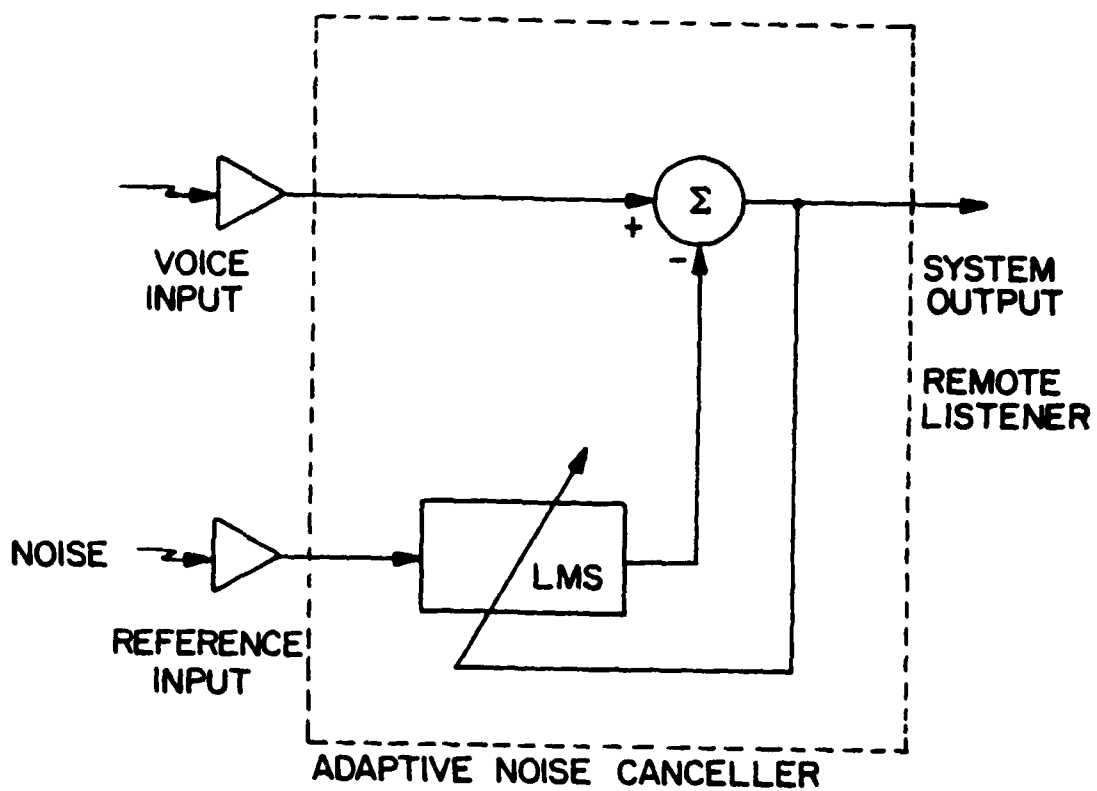 Σ
+
-
VOICE
INPUT
SYSTEM
OUTPUT
REMOTE
LISTENER
NOISE
LMS
REFERENCE
INPUT
ADAPTIVE NOISE CANCELLER